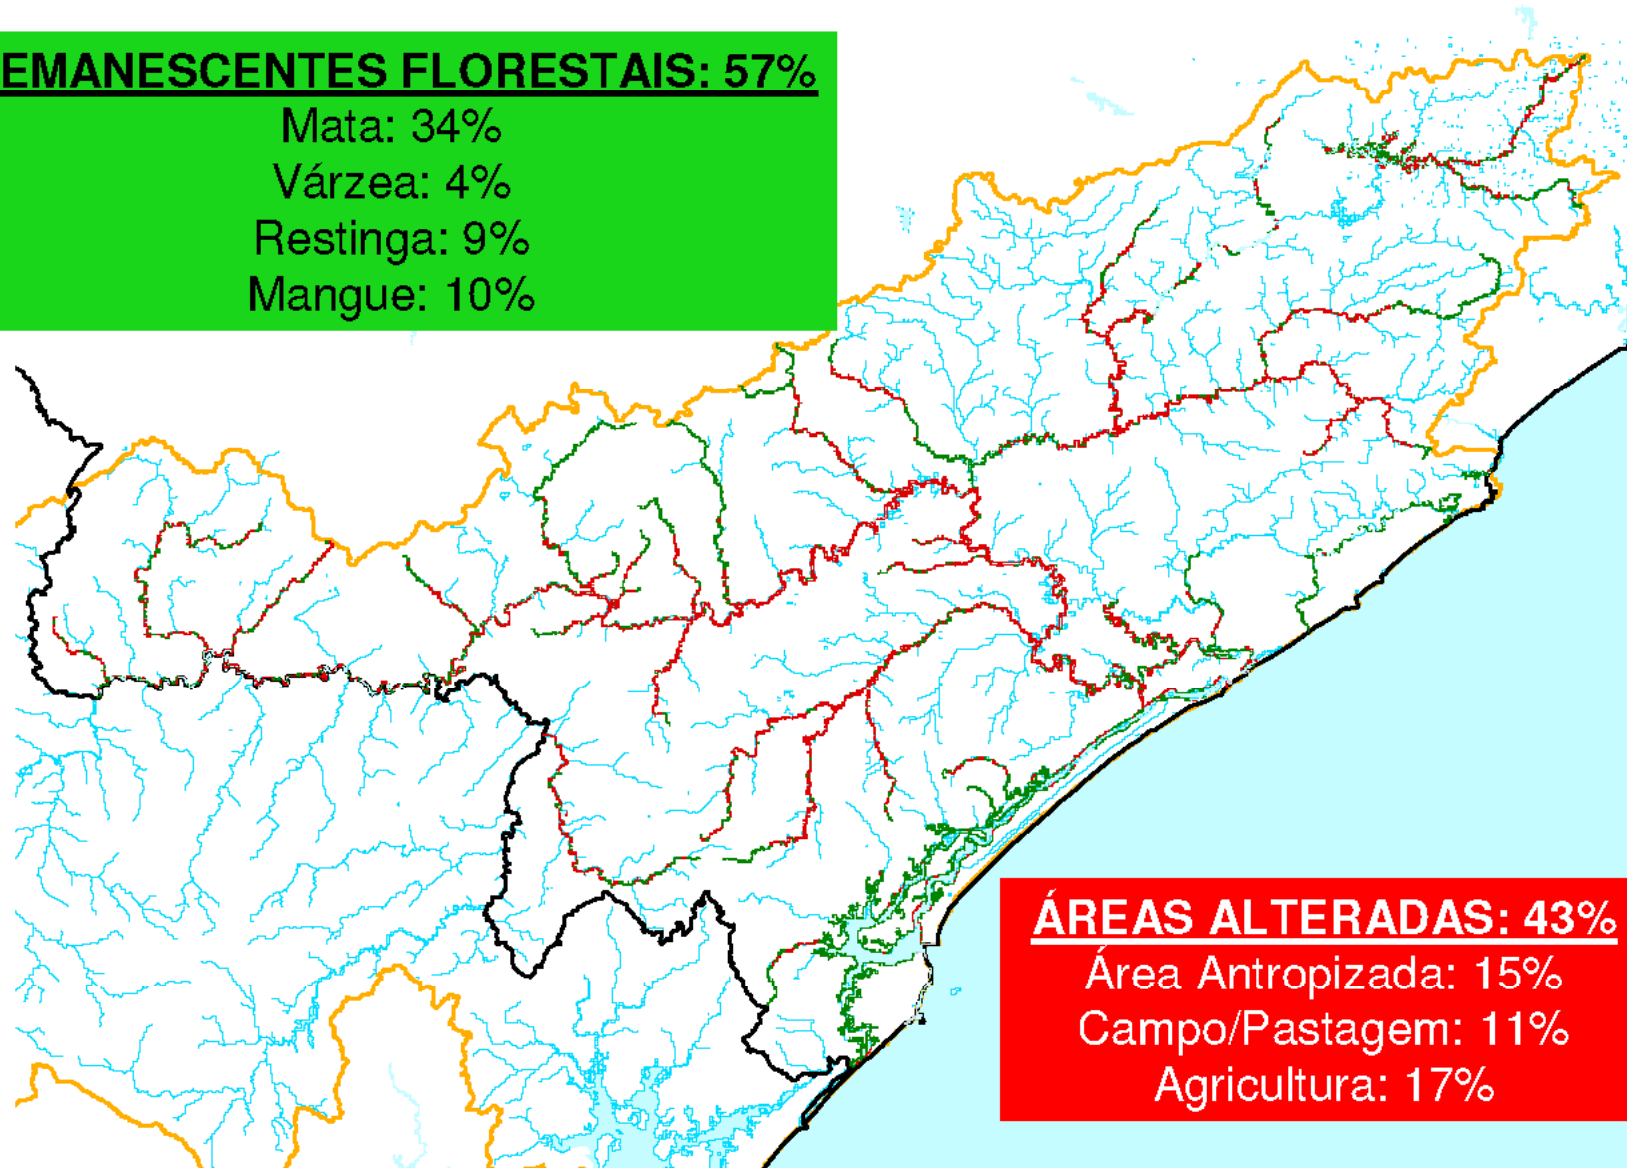 EMANESCENTES FLORESTAIS: 57%
Mata: 34%
Várzea: 4%
Restinga: 9%
Mangue: 10%
ÁREAS ALTERADAS: 43%
Área Antropizada: 15%
Campo/Pastagem: 11%
Agricultura: 17%